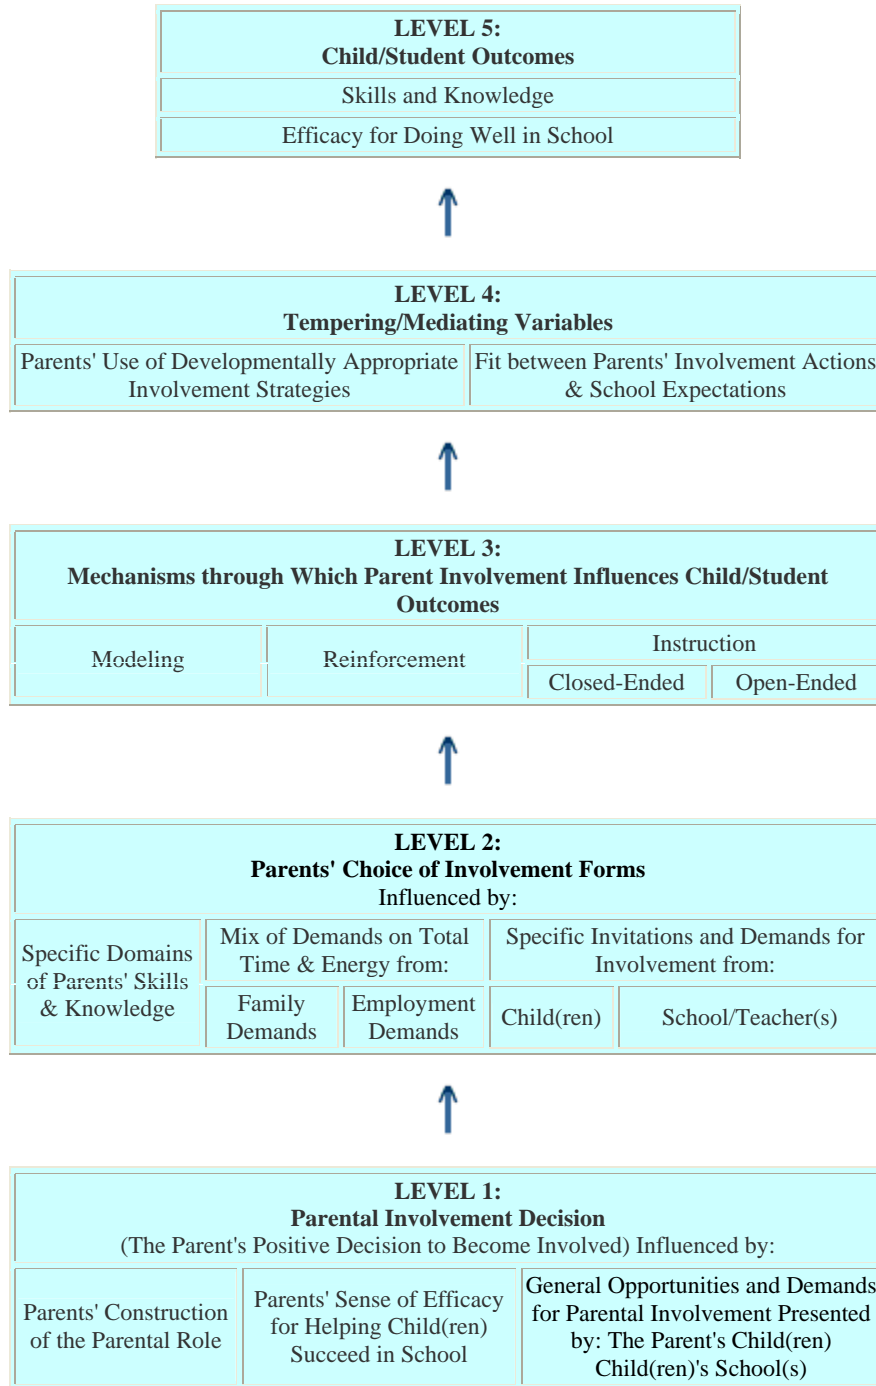 LEVEL 5:
Child/Student Outcomes
Skills and Knowledge
Efficacy for Doing Well in School
LEVEL 4:
Tempering/Mediating Variables
Parents' Use of Developmentally Appropriate
Involvement Strategies
Fit between Parents' Involvement Actions
& School Expectations
LEVEL 3:
Mechanisms through Which Parent Involvement Influences Child/Student
Outcomes
Modeling
Reinforcement
Instruction
Closed-Ended
Open-Ended
LEVEL 2:
Parents' Choice of Involvement Forms
Influenced by:
Specific Domains
of Parents' Skills
& Knowledge
Mix of Demands on Total
Time & Energy from:
Family
Demands
Employment
Demands
Specific Invitations and Demands for
Involvement from:
Child(ren)
School/Teacher(s)
LEVEL 1:
Parental Involvement Decision
(The Parent's Positive Decision to Become Involved) Influenced by:
Parents' Construction
of the Parental Role
Parents' Sense of Efficacy
for Helping Child(ren)
Succeed in School
General Opportunities and Demands
for Parental Involvement Presented
by: The Parent's Child(ren)
Child(ren)'s School(s)